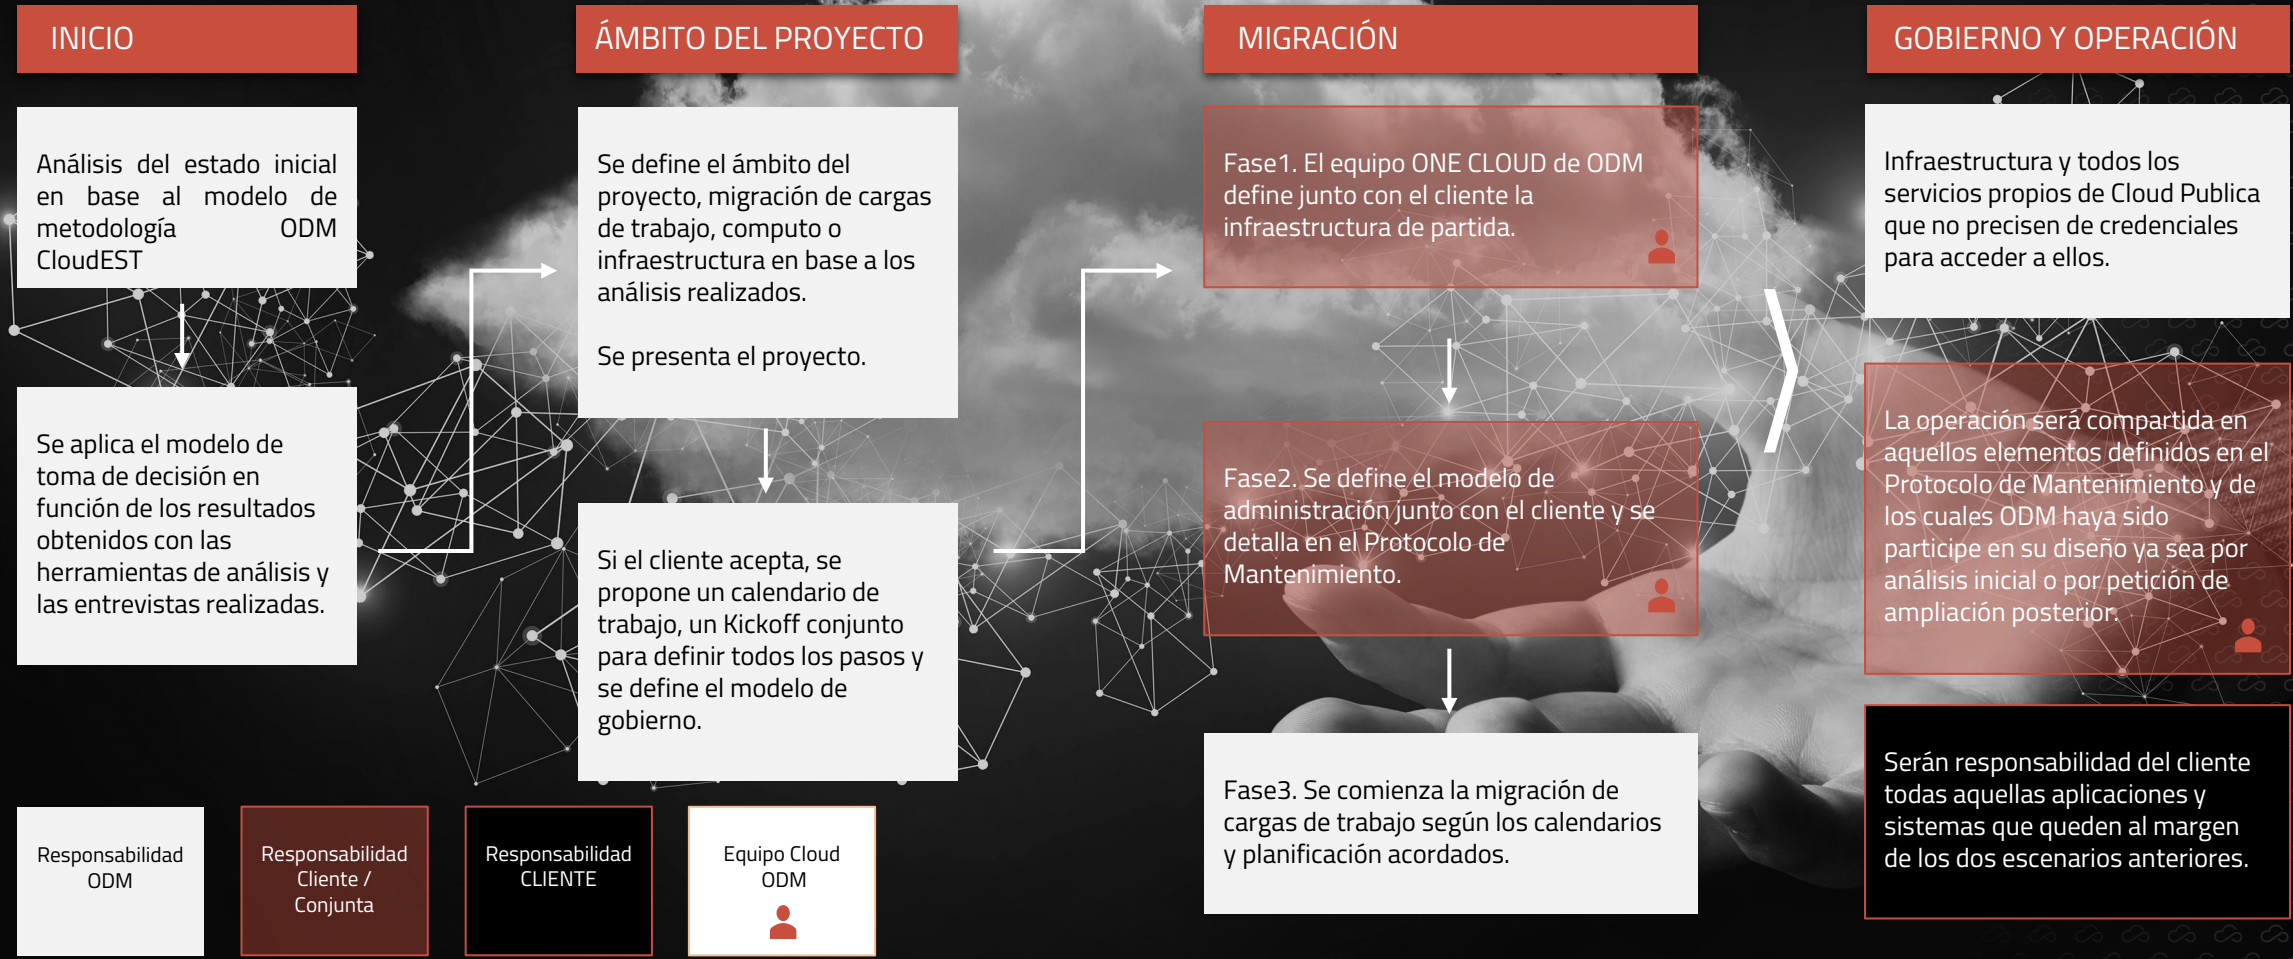 INICIO
Análisis del estado inicial
en base al modelo de
metodología ODM
CloudEST
Se aplica el modelo de
toma de decisión en
función de los resultados
obtenidos con las
herramientas de análisis y
las entrevistas realizadas.
ÁMBITO DEL PROYECTO
Se define el ámbito del
proyecto, migración de cargas
de trabajo, computo o
infraestructura en base a los
análisis realizados.
Se presenta el proyecto.
Si el cliente acepta, se
propone un calendario de
trabajo, un Kickoff conjunto
para definir todos los pasos y
se define el modelo de
gobierno.
MIGRACIÓN
Fase1. El equipo ONE CLOUD de ODM
define junto con el cliente la
infraestructura de partida.
Fase2. Se define el modelo de
administración junto con el cliente y se
detalla en el Protocolo de
Mantenimiento.
Fase3. Se comienza la migración de
cargas de trabajo según los calendarios
y planificación acordados.
GOBIERNO Y OPERACIÓN
Infraestructura y todos los
servicios propios de Cloud Publica
que no precisen de credenciales
para acceder a ellos.
La operación será compartida en
aquellos elementos definidos en el
Protocolo de Mantenimiento y de
los cuales ODM haya sido
participe en su diseño ya sea por
análisis inicial o por petición de
ampliación posterior.
Serán responsabilidad del cliente
todas aquellas aplicaciones y
sistemas que queden al margen
de los dos escenarios anteriores.
Responsabilidad
ODM
Responsabilidad
Cliente /
Conjunta
Responsabilidad
CLIENTE
Equipo Cloud
ODM